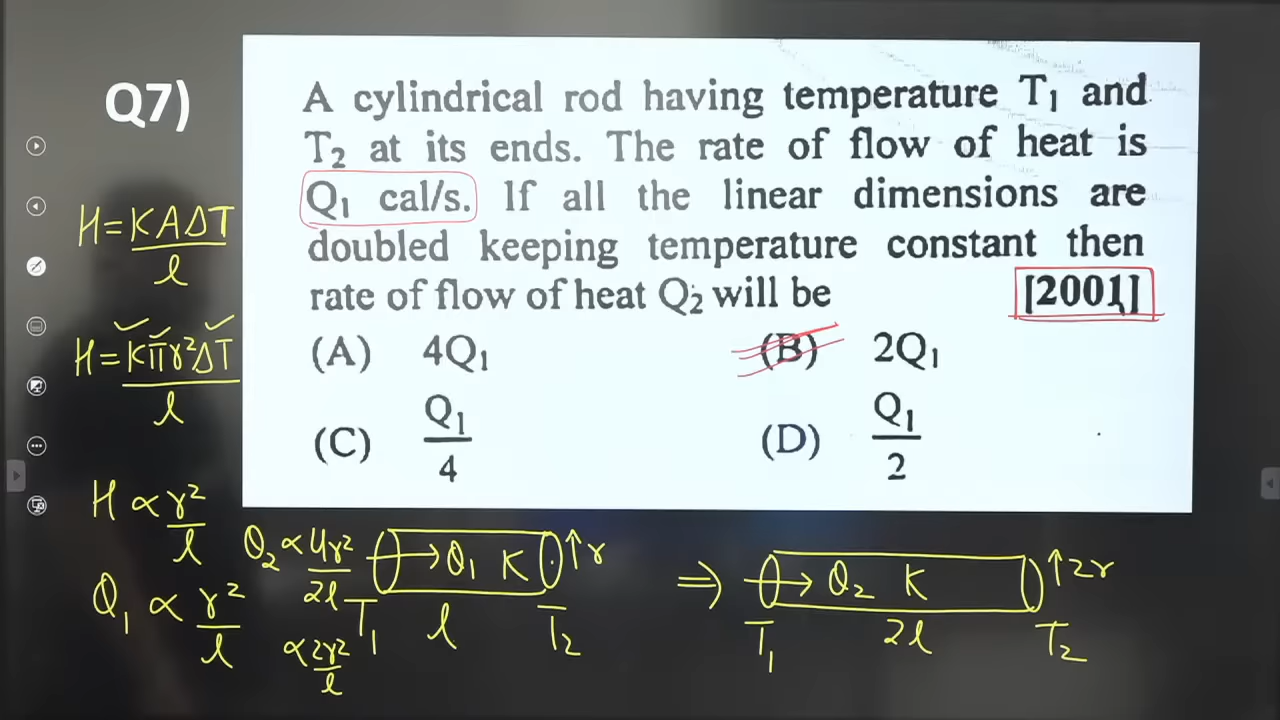 Q7)
A cylindrical rod having temperature T₁ and
T₂ at its ends. The rate of flow of heat is
Q₁ cal/s. If all the linear dimensions are
doubled keeping temperature constant then
rate of flow of heat Q₂ will be [2001]
(A) 4Q₁ (B) 2Q₁
(C) Q₁/4 (D) Q₁/2
H = KAΔT/l
H = Kπr²ΔT/l
H ∝ r²/l
Q₁ ∝ r²/l
Q₂ ∝ 4r²/2l
∝ 2r²/l
Q₁ K r
T₁ l T₂
⇒ Q₂ K 2r
T₁ 2l T₂